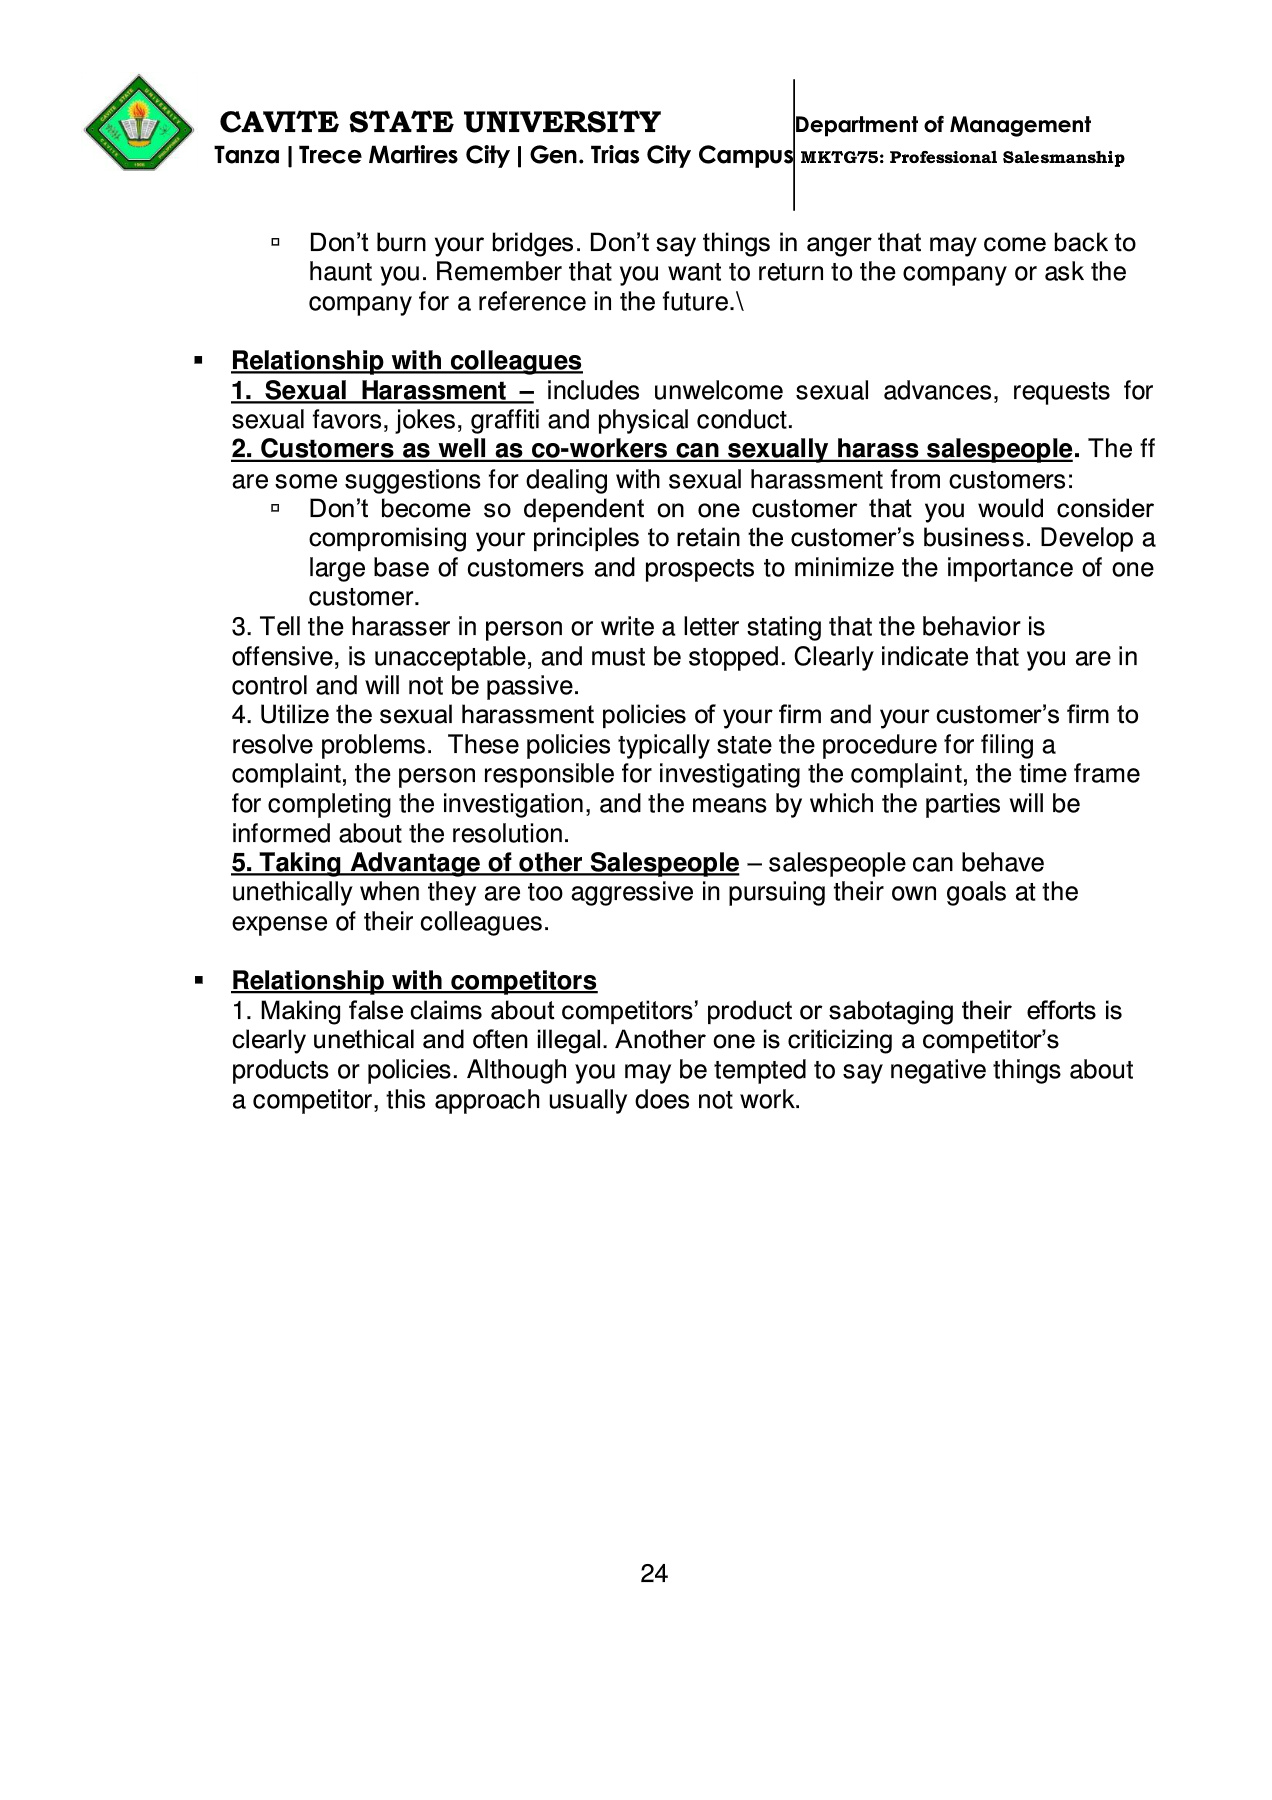 CAVITE STATE UNIVERSITY
Tanza | Trece Martires City | Gen. Trias City Campus
Department of Management
MKTG75: Professional Salesmanship
Don’t burn your bridges. Don’t say things in anger that may come back to
haunt you. Remember that you want to return to the company or ask the
company for a reference in the future.\
Relationship with colleagues
1. Sexual Harassment – includes unwelcome sexual advances, requests for
sexual favors, jokes, graffiti and physical conduct.
2. Customers as well as co-workers can sexually harass salespeople. The ff
are some suggestions for dealing with sexual harassment from customers:
Don’t become so dependent on one customer that you would consider
compromising your principles to retain the customer’s business. Develop a
large base of customers and prospects to minimize the importance of one
customer.
3. Tell the harasser in person or write a letter stating that the behavior is
offensive, is unacceptable, and must be stopped. Clearly indicate that you are in
control and will not be passive.
4. Utilize the sexual harassment policies of your firm and your customer’s firm to
resolve problems.  These policies typically state the procedure for filing a
complaint, the person responsible for investigating the complaint, the time frame
for completing the investigation, and the means by which the parties will be
informed about the resolution.
5. Taking Advantage of other Salespeople – salespeople can behave
unethically when they are too aggressive in pursuing their own goals at the
expense of their colleagues.
Relationship with competitors
1. Making false claims about competitors’ product or sabotaging their  efforts is
clearly unethical and often illegal. Another one is criticizing a competitor’s
products or policies. Although you may be tempted to say negative things about
a competitor, this approach usually does not work.
24